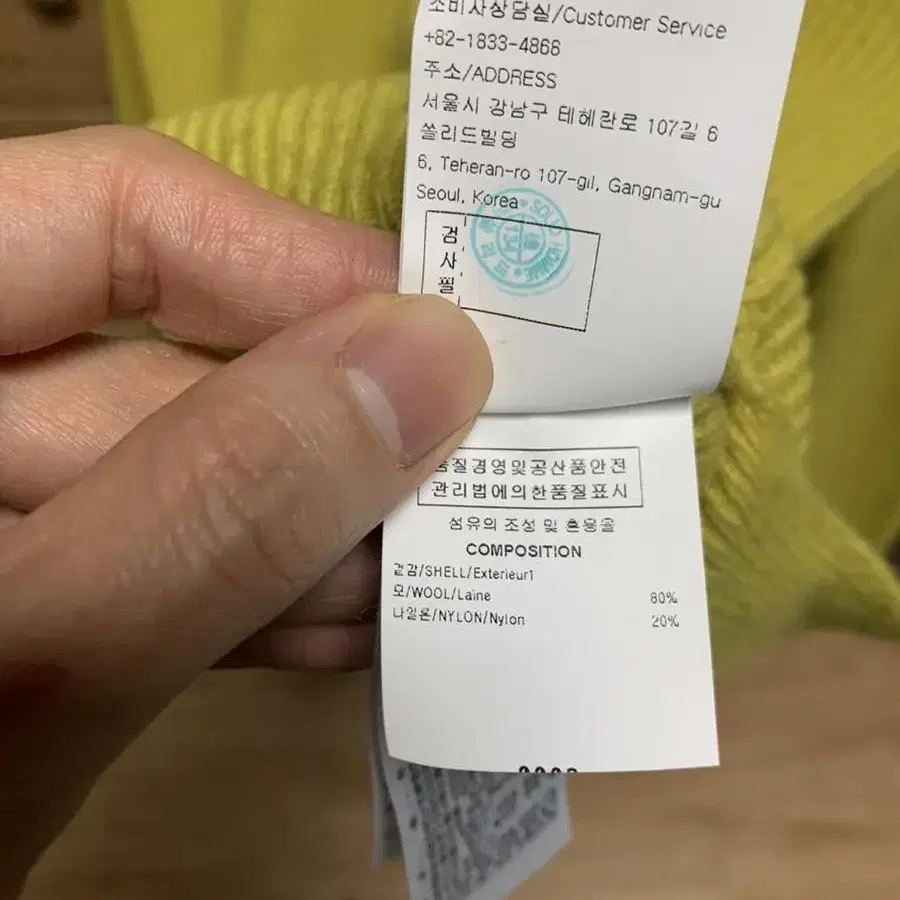 소비자상담실/Customer Service
+82-1833-4868
주소/ADDRESS
서울시 강남구 테헤란로 107길 6
쏠리드빌딩
6, Teheran-ro 107-gil, Gangnam-gu
Seoul, Korea
SOLID HOMME
검사필
품질경영및공산품안전
관리법에의한품질표시
섬유의 조성 및 혼용율
COMPOSITION
겉감/SHELL/Exterieur1
모/WOOL/Laine 80%
나일론/NYLON/Nylon 20%